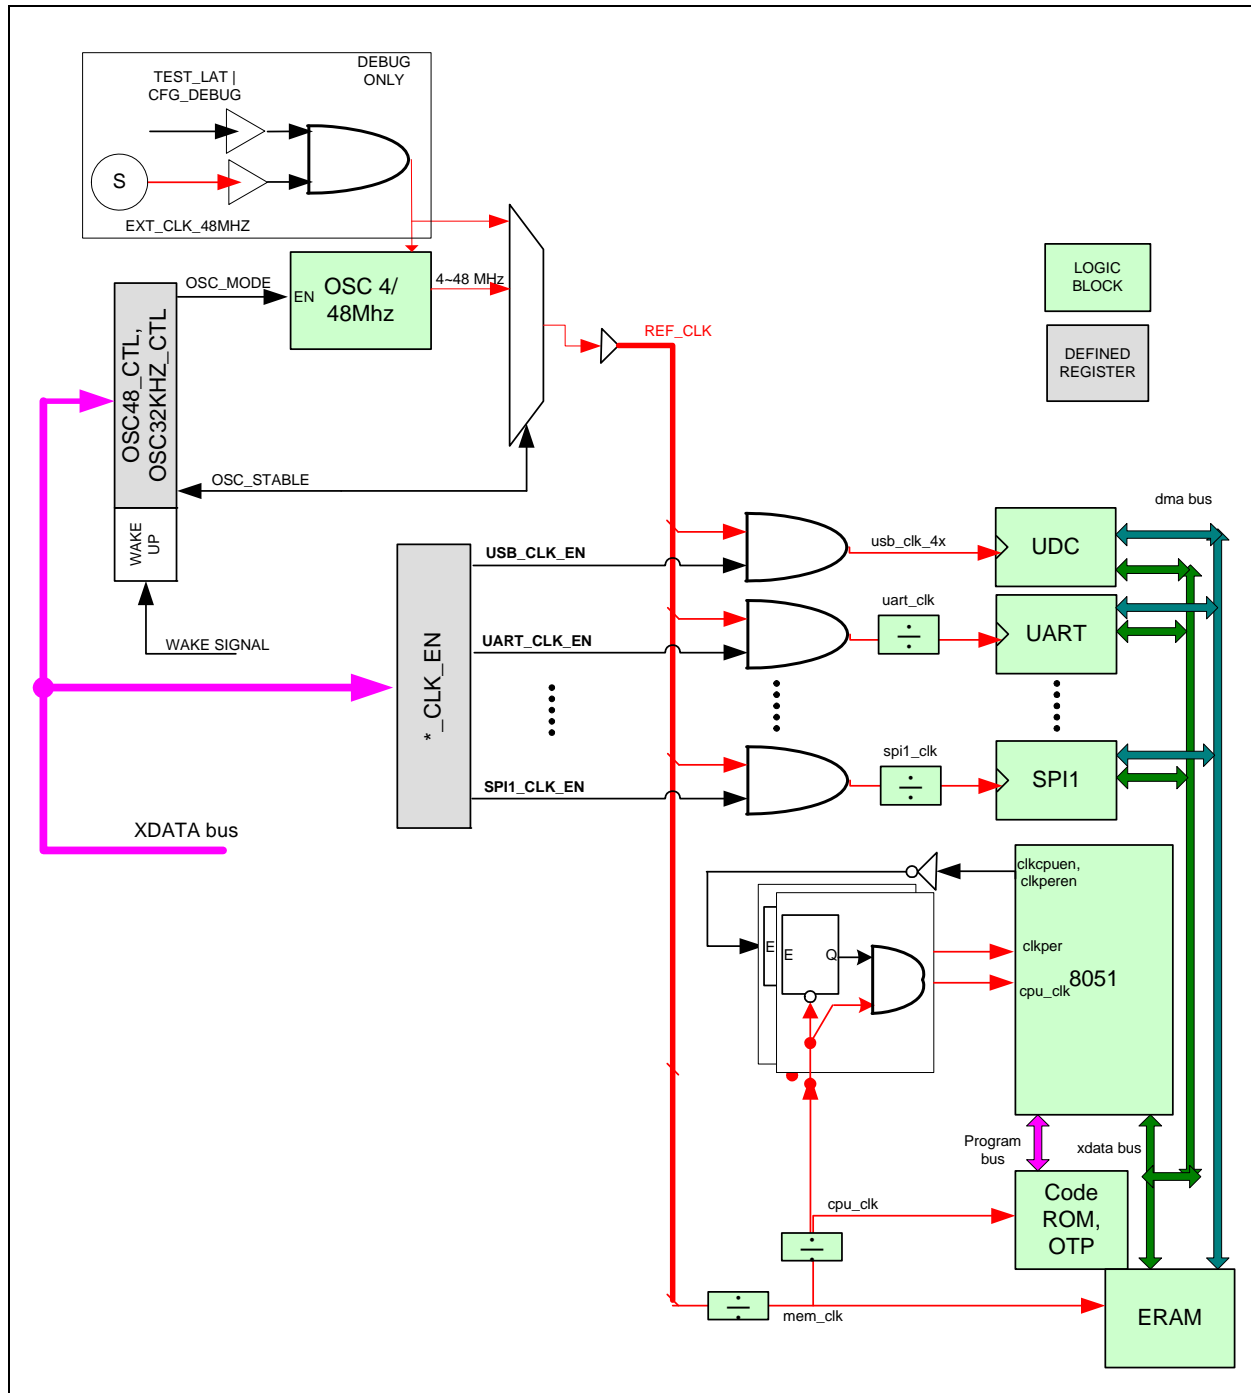 DEBUG
ONLY
TEST_LAT |
CFG_DEBUG
S
EXT_CLK_48MHZ
OSC_MODE
EN
OSC 4/
48Mhz
4~48 MHz
REF_CLK
LOGIC
BLOCK
DEFINED
REGISTER
OSC48_CTL,
OSC32KHZ_CTL
WAKE
UP
OSC_STABLE
WAKE SIGNAL
*_CLK_EN
USB_CLK_EN
UART_CLK_EN
SPI1_CLK_EN
usb_clk_4x
uart_clk
spi1_clk
÷
÷
UDC
UART
SPI1
dma bus
XDATA bus
clkcpuen,
clkperen
clkper
cpu_clk
8051
E
E
Q
Program
bus
xdata bus
cpu_clk
÷
Code
ROM,
OTP
÷
mem_clk
ERAM